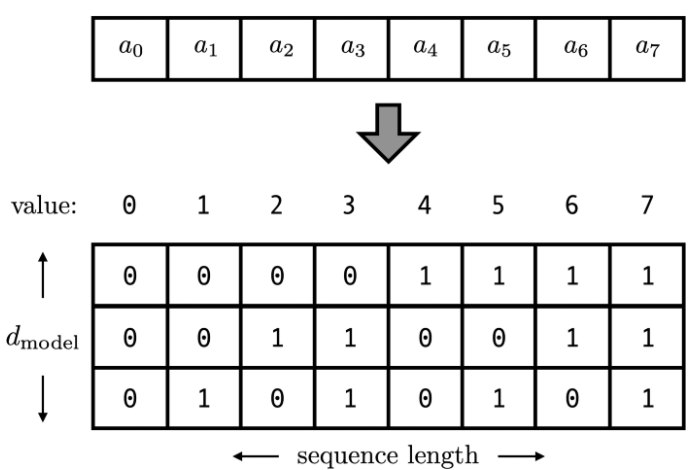 a₀ a₁ a₂ a₃ a₄ a₅ a₆ a₇
value: 0 1 2 3 4 5 6 7
0 0 0 0 1 1 1 1
d_model 0 0 1 1 0 0 1 1
0 1 0 1 0 1 0 1
sequence length